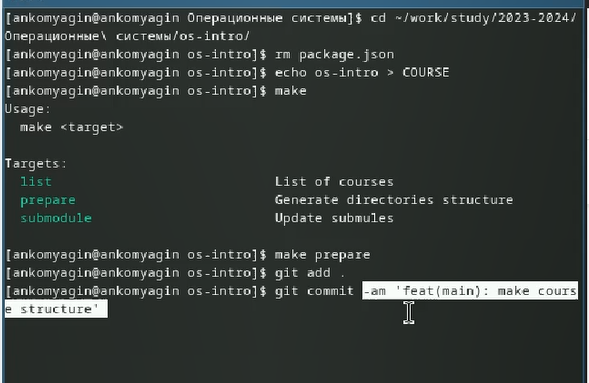 [ankomyagin@ankomyagin Операционные системы]$ cd ~/work/study/2023-2024/
Операционные\ системы/os-intro/
[ankomyagin@ankomyagin os-intro]$ rm package.json
[ankomyagin@ankomyagin os-intro]$ echo os-intro > COURSE
[ankomyagin@ankomyagin os-intro]$ make
Usage:
  make <target>

Targets:
  list                            List of courses
  prepare                         Generate directories structure
  submodule                       Update submules

[ankomyagin@ankomyagin os-intro]$ make prepare
[ankomyagin@ankomyagin os-intro]$ git add .
[ankomyagin@ankomyagin os-intro]$ git commit -am 'feat(main): make cours
e structure'